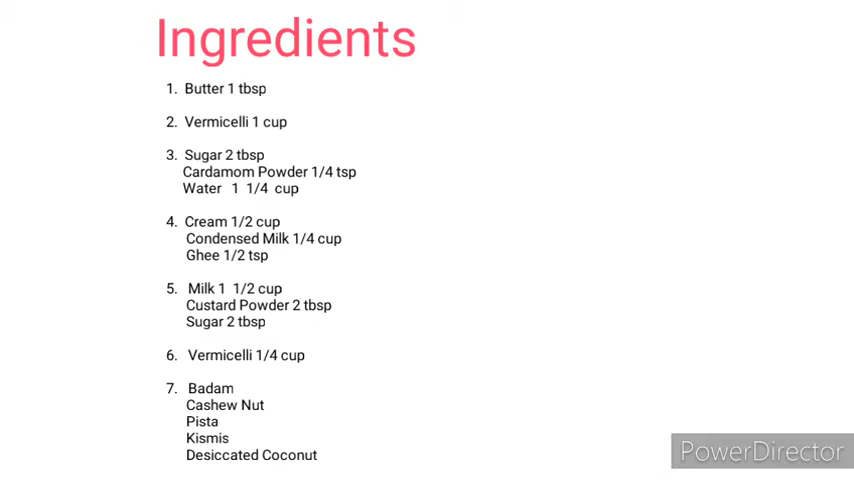 Ingredients
1. Butter 1 tbsp
2. Vermicelli 1 cup
3. Sugar 2 tbsp
Cardamom Powder 1/4 tsp
Water 1 1/4 cup
4. Cream 1/2 cup
Condensed Milk 1/4 cup
Ghee 1/2 tsp
5. Milk 1 1/2 cup
Custard Powder 2 tbsp
Sugar 2 tbsp
6. Vermicelli 1/4 cup
7. Badam
Cashew Nut
Pista
Kismis
Desiccated Coconut
PowerDirector